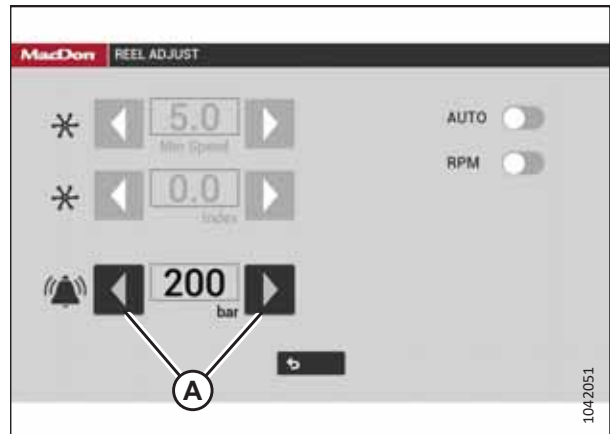 MacDon REEL ADJUST
5.0
Min Speed
AUTO
RPM
0.0
Index
200
bar
A
1042051